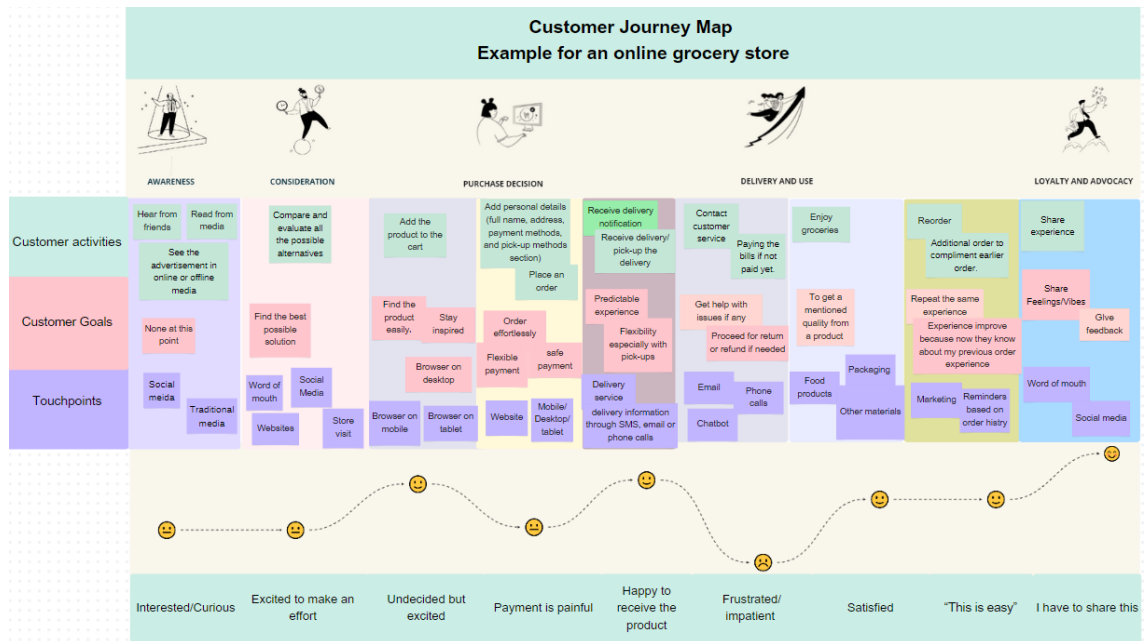 Customer Journey Map
Example for an online grocery store
AWARENESS
CONSIDERATION
PURCHASE DECISION
DELIVERY AND USE
LOYALTY AND ADVOCACY
Customer activities
Hear from
friends
Read from
media
See the
advertisement in
online or offline
media
Compare and
evaluate all
the possible
alternatives
Add the
product to the
cart
Add personal details
(full name, address,
payment methods,
and pick-up methods
section)
Place an
order
Receive delivery
notification
Receive delivery/
pick-up the
delivery
Contact
customer
service
Paying the
bills if not
paid yet.
Enjoy
groceries
Reorder
Additional order to
compliment earlier
order.
Share
experience
Customer Goals
None at this
point
Find the best
possible
solution
Find the
product
easily,
Stay
inspired
Browser on
desktop
Order
effortlessly
Flexible
payment
safe
payment
Predictable
experience
Flexibility
especially with
pick-ups
Get help with
issues if any
Proceed for return
or refund if needed
To get a
mentioned
quality from
a product
Repeat the same
experience
Experience improve
because now they know
about my previous order
experience
Share
Feelings/Vibes
Give
feedback
Touchpoints
Social
meida
Traditional
media
Word of
mouth
Social
Media
Websites
Store
visit
Browser on
mobile
Browser on
tablet
Website
Mobile/
Desktop/
tablet
Delivery
service
delivery information
through SMS, email or
phone calls
Email
Phone
calls
Chatbot
Food
products
Packaging
Other materials
Marketing
Reminders
based on
order histry
Word of mouth
Social media
Interested/Curious
Excited to make an
effort
Undecided but
excited
Payment is painful
Happy to
receive the
product
Frustrated/
impatient
Satisfied
“This is easy”
I have to share this